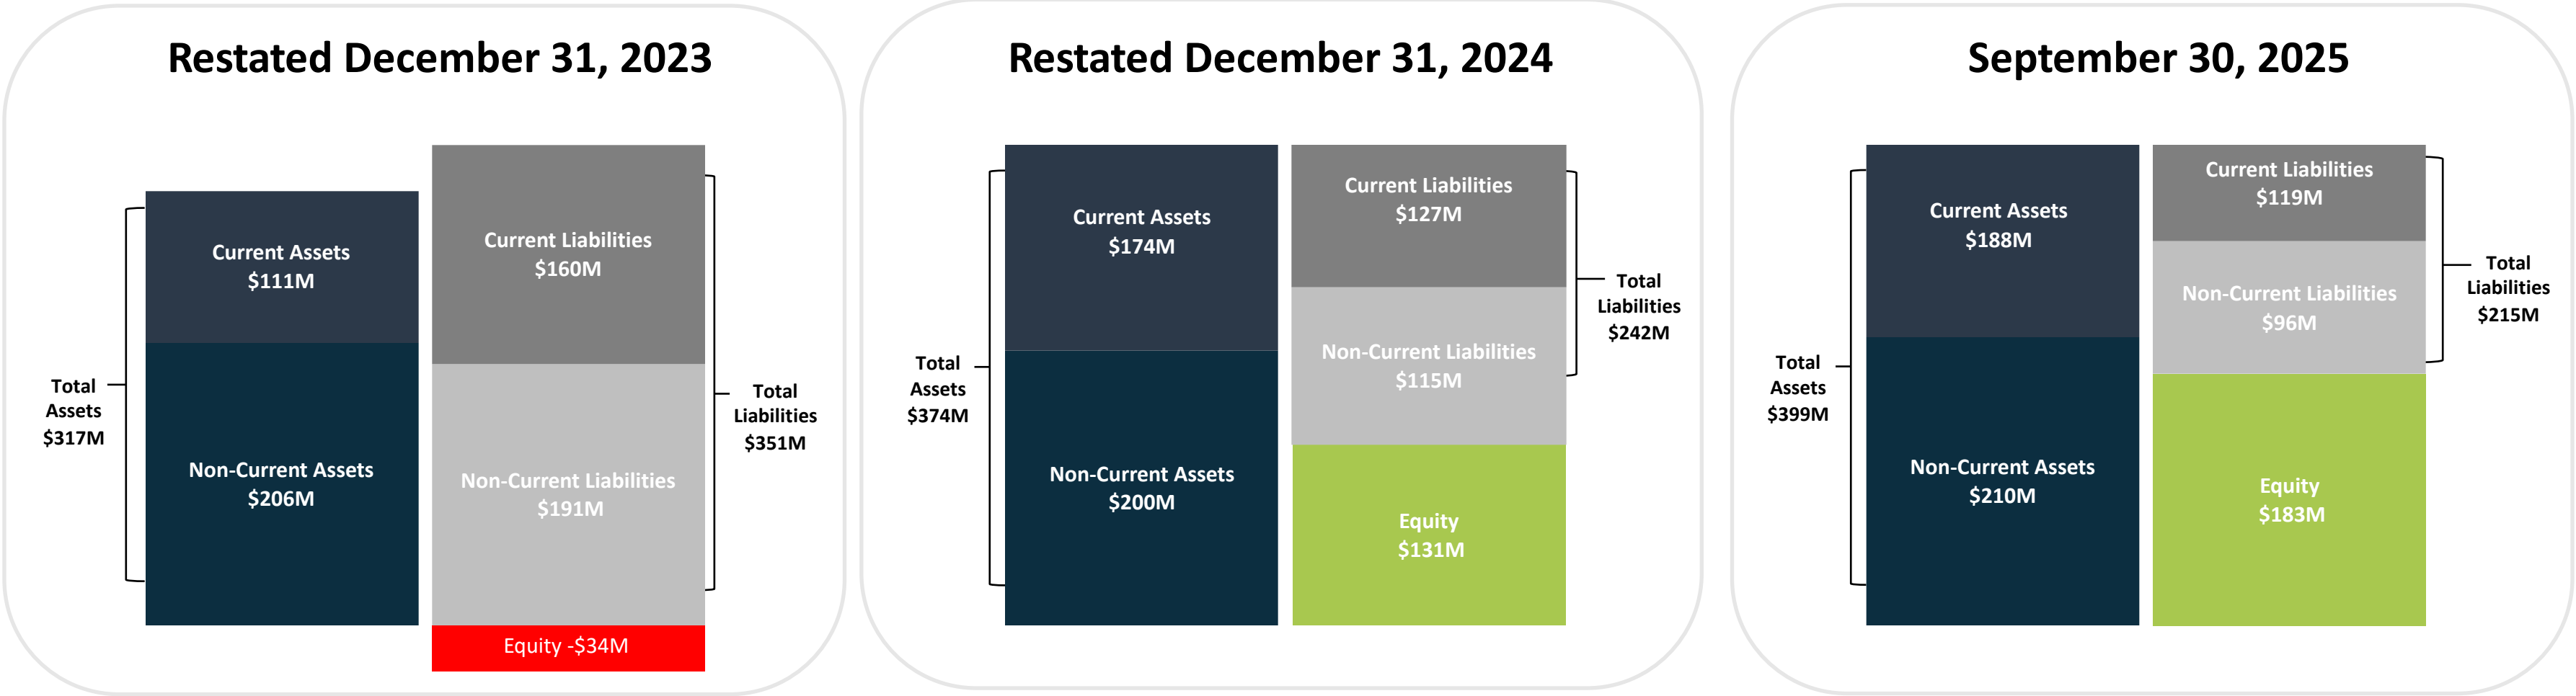 Restated December 31, 2023
Current Assets
$111M
Non-Current Assets
$206M
Total
Assets
$317M
Current Liabilities
$160M
Non-Current Liabilities
$191M
Equity -$34M
Total
Liabilities
$351M
Restated December 31, 2024
Current Assets
$174M
Non-Current Assets
$200M
Total
Assets
$374M
Current Liabilities
$127M
Non-Current Liabilities
$115M
Equity
$131M
Total
Liabilities
$242M
September 30, 2025
Current Assets
$188M
Non-Current Assets
$210M
Total
Assets
$399M
Current Liabilities
$119M
Non-Current Liabilities
$96M
Equity
$183M
Total
Liabilities
$215M